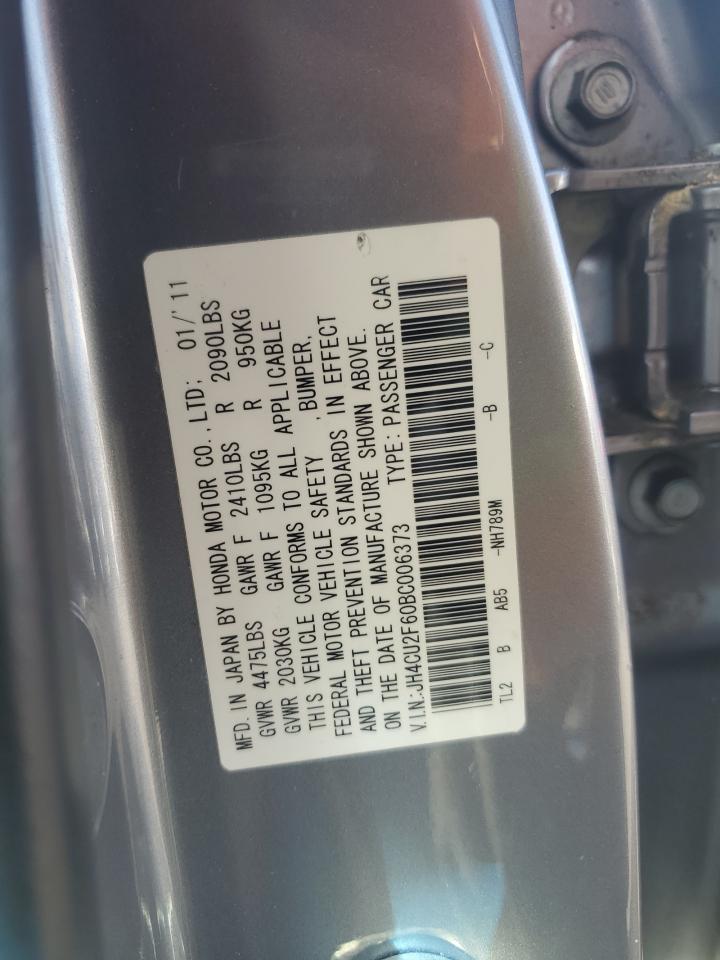 MFD. IN JAPAN BY HONDA MOTOR CO., LTD; 01/'11
GVWR 4475LBS GAWR F 2410LBS R 2090LBS
GVWR 2030KG GAWR F 1095KG R 950KG
THIS VEHICLE CONFORMS TO ALL APPLICABLE
FEDERAL MOTOR VEHICLE SAFETY , BUMPER,
AND THEFT PREVENTION STANDARDS IN EFFECT
ON THE DATE OF MANUFACTURE SHOWN ABOVE.
V.I.N.:JH4CU2F60BC006373 TYPE: PASSENGER CAR
TL2 B AB5 -NH789M -B -C